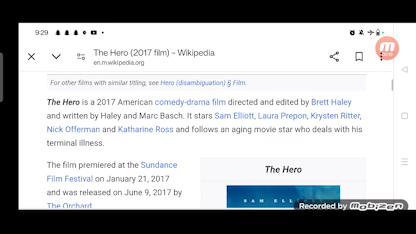 9:29
The Hero (2017 film) – Wikipedia
en.m.wikipedia.org
For other films with similar titling, see Hero (disambiguation) § Film.
The Hero is a 2017 American comedy-drama film directed and edited by Brett Haley
and written by Haley and Marc Basch. It stars Sam Elliott, Laura Prepon, Krysten Ritter,
Nick Offerman and Katharine Ross and follows an aging movie star who deals with his
terminal illness.
The film premiered at the Sundance
Film Festival on January 21, 2017
and was released on June 9, 2017 by
The Orchard
The Hero
SAM ELLIOTT
Recorded by Mobizen